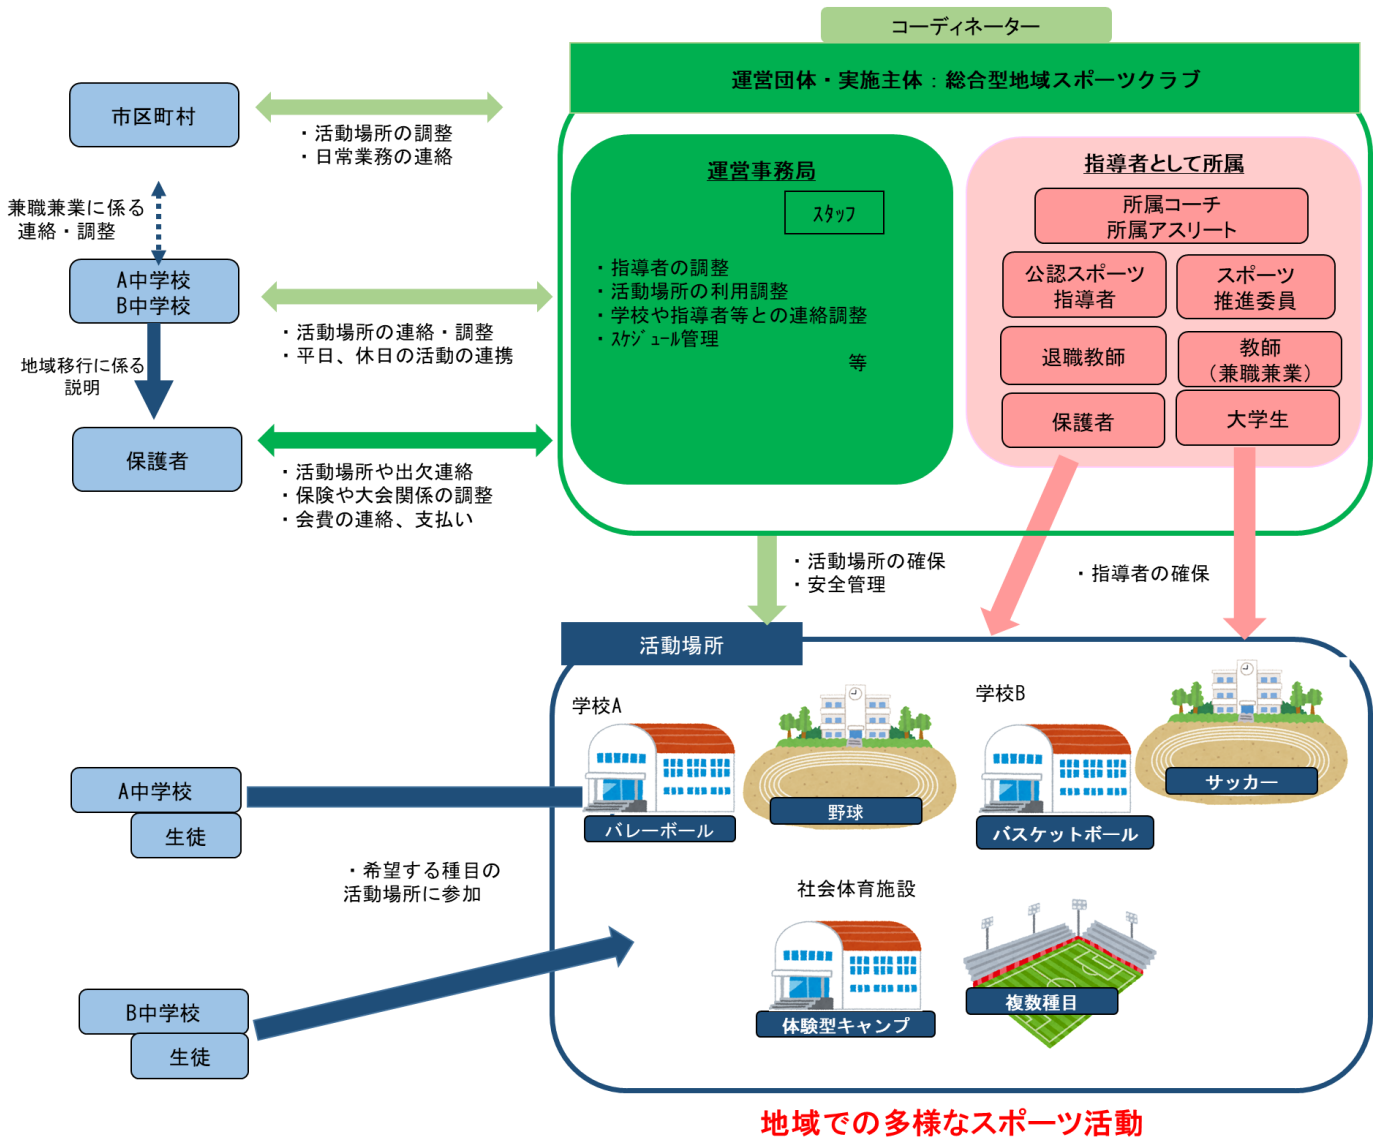 コーディネーター
運営団体・実施主体：総合型地域スポーツクラブ
市区町村
・活動場所の調整
・日常業務の連絡
兼職兼業に係る
連絡・調整
A中学校
B中学校
・活動場所の連絡・調整
・平日、休日の活動の連携
地域移行に係る
説明
保護者
・活動場所や出欠連絡
・保険や大会関係の調整
・会費の連絡、支払い
運営事務局
ｽﾀｯﾌ
・指導者の調整
・活動場所の利用調整
・学校や指導者等との連絡調整
・ｽｹｼﾞｭｰﾙ管理
等
指導者として所属
所属コーチ
所属アスリート
公認スポーツ
指導者
スポーツ
推進委員
退職教師
教師
（兼職兼業）
保護者
大学生
・活動場所の確保
・安全管理
・指導者の確保
活動場所
学校A
バレーボール
野球
学校B
バスケットボール
サッカー
社会体育施設
体験型キャンプ
複数種目
A中学校
生徒
・希望する種目の
活動場所に参加
B中学校
生徒
地域での多様なスポーツ活動